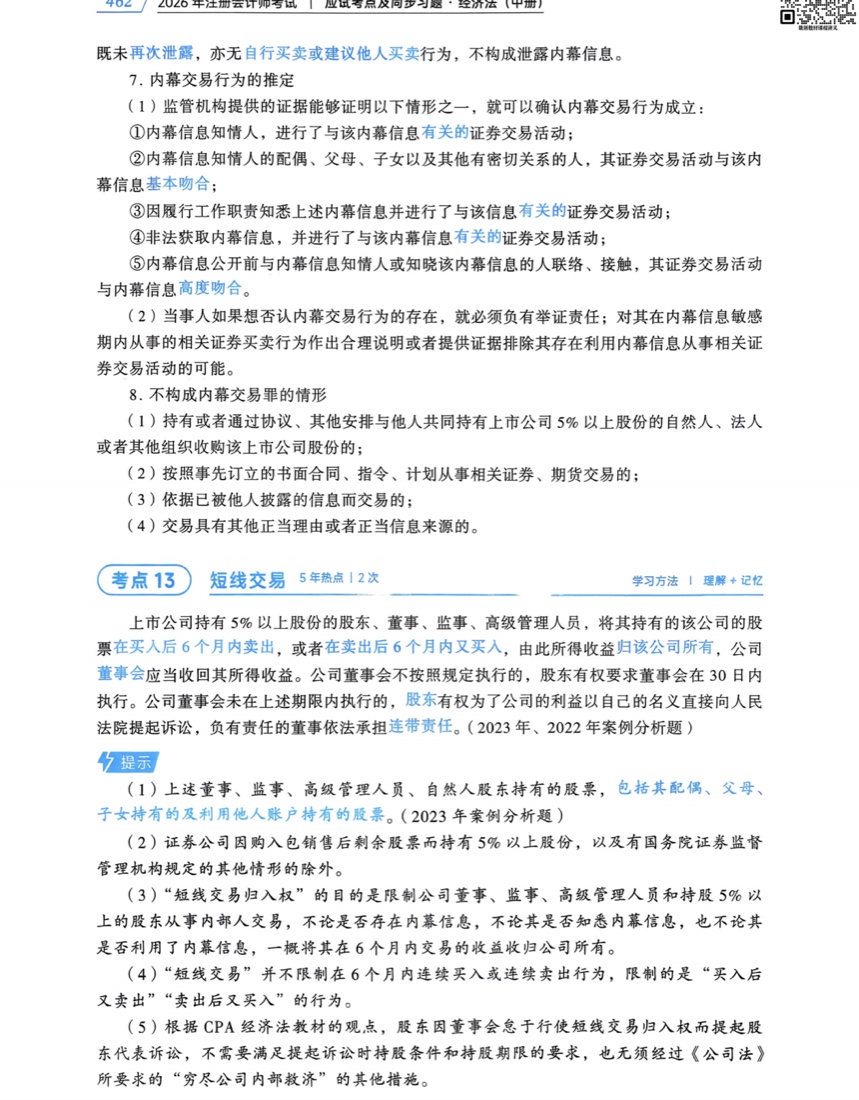 462 2026年注册会计师考试 | 应试考点及同步习题·经济法（中册）
既未再次泄露，亦无自行买卖或建议他人买卖行为，不构成泄露内幕信息。
7. 内幕交易行为的推定
（1）监管机构提供的证据能够证明以下情形之一，就可以确认内幕交易行为成立：
①内幕信息知情人，进行了与该内幕信息有关的证券交易活动；
②内幕信息知情人的配偶、父母、子女以及其他有密切关系的人，其证券交易活动与该内
幕信息基本吻合；
③因履行工作职责知悉上述内幕信息并进行了与该信息有关的证券交易活动；
④非法获取内幕信息，并进行了与该内幕信息有关的证券交易活动；
⑤内幕信息公开前与内幕信息知情人或知晓该内幕信息的人联络、接触，其证券交易活动
与内幕信息高度吻合。
（2）当事人如果想否认内幕交易行为的存在，就必须负有举证责任；对其在内幕信息敏感
期内从事的相关证券买卖行为作出合理说明或者提供证据排除其存在利用内幕信息从事相关证
券交易活动的可能。
8. 不构成内幕交易罪的情形
（1）持有或者通过协议、其他安排与他人共同持有上市公司5%以上股份的自然人、法人
或者其他组织收购该上市公司股份的；
（2）按照事先订立的书面合同、指令、计划从事相关证券、期货交易的；
（3）依据已被他人披露的信息而交易的；
（4）交易具有其他正当理由或者正当信息来源的。
考点 13 短线交易 5年热点 | 2次 学习方法 | 理解+记忆
上市公司持有5%以上股份的股东、董事、监事、高级管理人员，将其持有的该公司的股
票在买入后6个月内卖出，或者在卖出后6个月内又买入，由此所得收益归该公司所有，公司
董事会应当收回其所得收益。公司董事会不按照规定执行的，股东有权要求董事会在30日内
执行。公司董事会未在上述期限内执行的，股东有权为了公司的利益以自己的名义直接向人民
法院提起诉讼，负有责任的董事依法承担连带责任。（2023年、2022年案例分析题）
提示
（1）上述董事、监事、高级管理人员、自然人股东持有的股票，包括其配偶、父母、
子女持有的及利用他人账户持有的股票。（2023年案例分析题）
（2）证券公司因购入包销售后剩余股票而持有5%以上股份，以及有国务院证券监督
管理机构规定的其他情形的除外。
（3）“短线交易归入权”的目的是限制公司董事、监事、高级管理人员和持股5%以
上的股东从事内部人交易，不论是否存在内幕信息，不论其是否知悉内幕信息，也不论其
是否利用了内幕信息，一概将其在6个月内交易的收益收归公司所有。
（4）“短线交易”并不限制在6个月内连续买入或连续卖出行为，限制的是“买入后
又卖出”“卖出后又买入”的行为。
（5）根据CPA经济法教材的观点，股东因董事会怠于行使短线交易归入权而提起股
东代表诉讼，不需要满足提起诉讼时持股条件和持股期限的要求，也无须经过《公司法》
所要求的“穷尽公司内部救济”的其他措施。